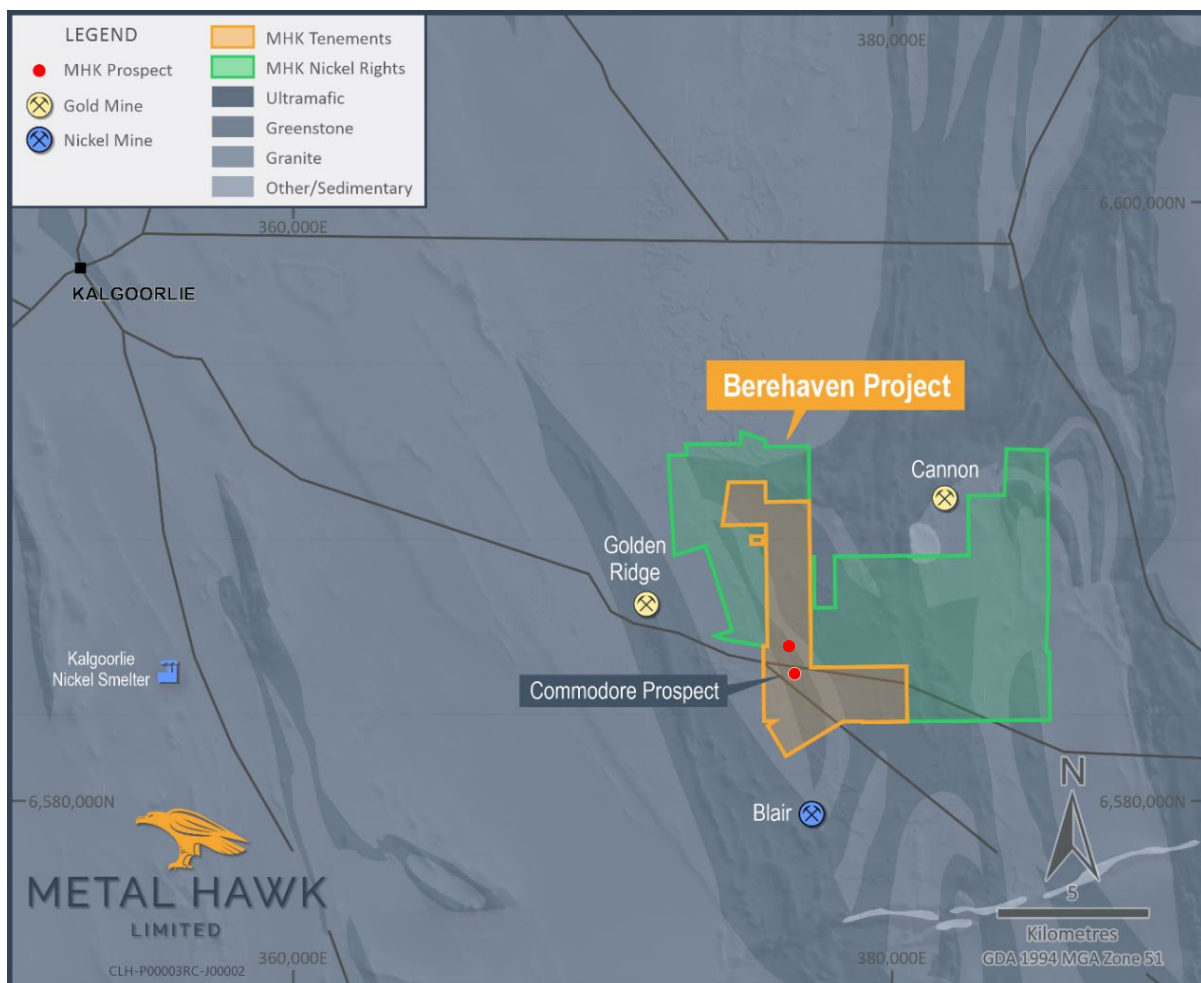 LEGEND
MHK Prospect
Gold Mine
Nickel Mine
MHK Tenements
MHK Nickel Rights
Ultramafic
Greenstone
Granite
Other/Sedimentary
380,000E
6,600,000N
360,000E
KALGOORLIE
Berehaven Project
Cannon
Golden
Ridge
Kalgoorlie
Nickel Smelter
Commodore Prospect
6,580,000N
Blair
6,580,000N
N
METAL HAWK
LIMITED
5
Kilometres
GDA 1994 MGA Zone 51
360,000E
380,000E
CLH-P00003RC-J00002